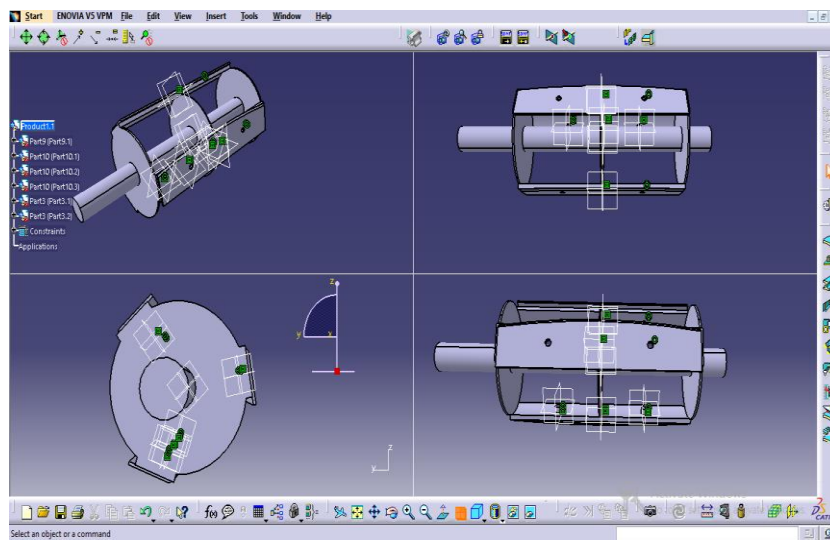 Start ENOVIA V5 VPM File Edit View Insert Tools Window Help
Product1.1
Part9 (Part9.1)
Part10 (Part10.1)
Part10 (Part10.2)
Part10 (Part10.3)
Part3 (Part3.1)
Part3 (Part3.2)
Constraints
Applications
z
y
x
z
y
f(x)
Select an object or a command